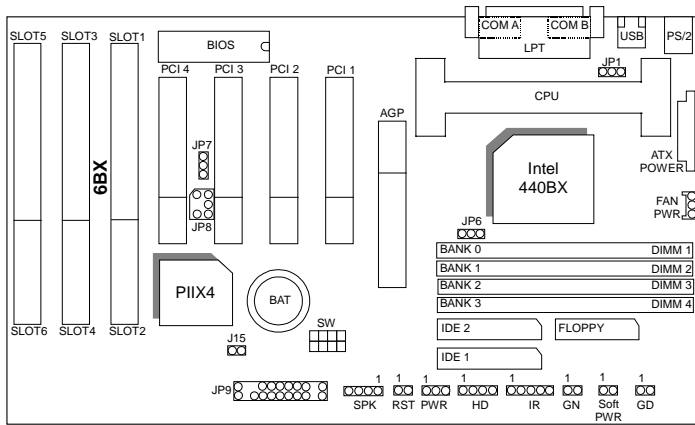 COM A COM B USB PS/2
LPT
SLOT5 SLOT3 SLOT1 BIOS JP1
PCI 4 PCI 3 PCI 2 PCI 1 CPU
AGP
JP7
6BX
ATX
POWER
Intel
440BX
FAN
PWR
JP8
JP6
BANK 0 DIMM 1
BANK 1 DIMM 2
BANK 2 DIMM 3
BANK 3 DIMM 4
PIIX4 BAT
SLOT6 SLOT4 SLOT2 SW IDE 2 FLOPPY
J15
IDE 1
JP9 1 1 1 1 1 1 1 1
SPK RST PWR HD IR GN Soft
PWR GD